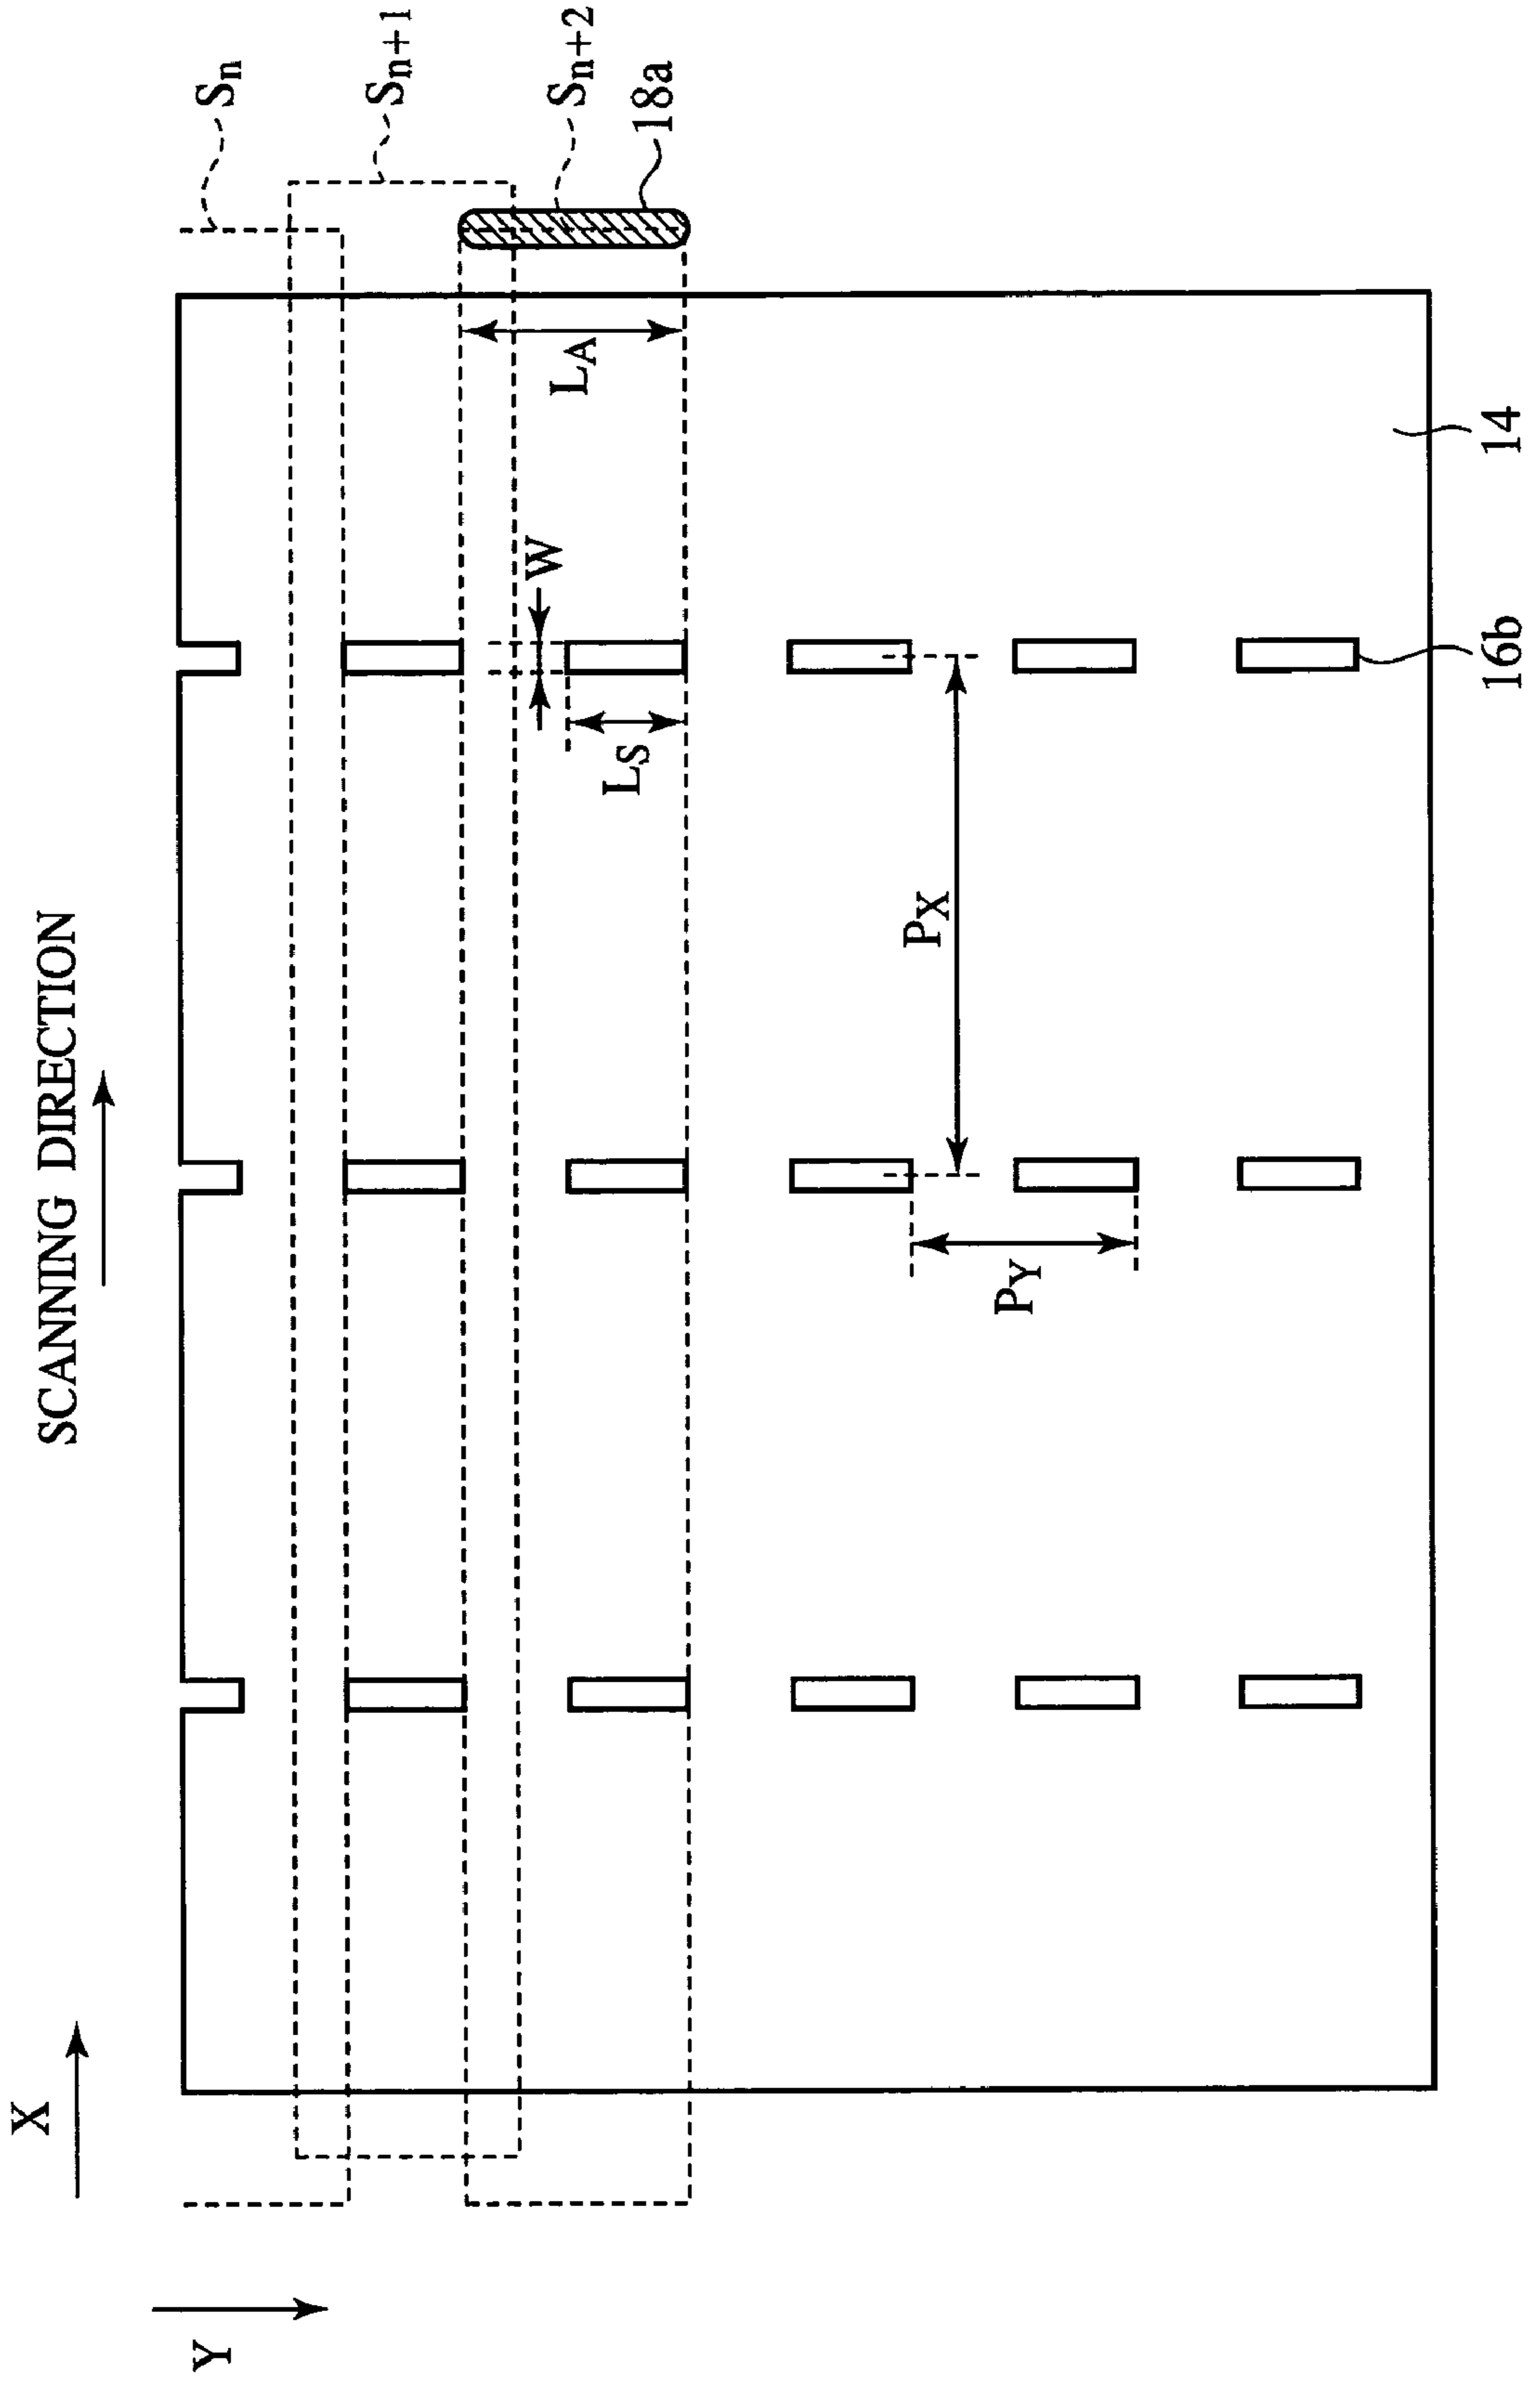 SCANNING DIRECTION
X
Y
Sn
Sn+1
Sn+2
18a
LA
W
LS
PX
PY
14
16b